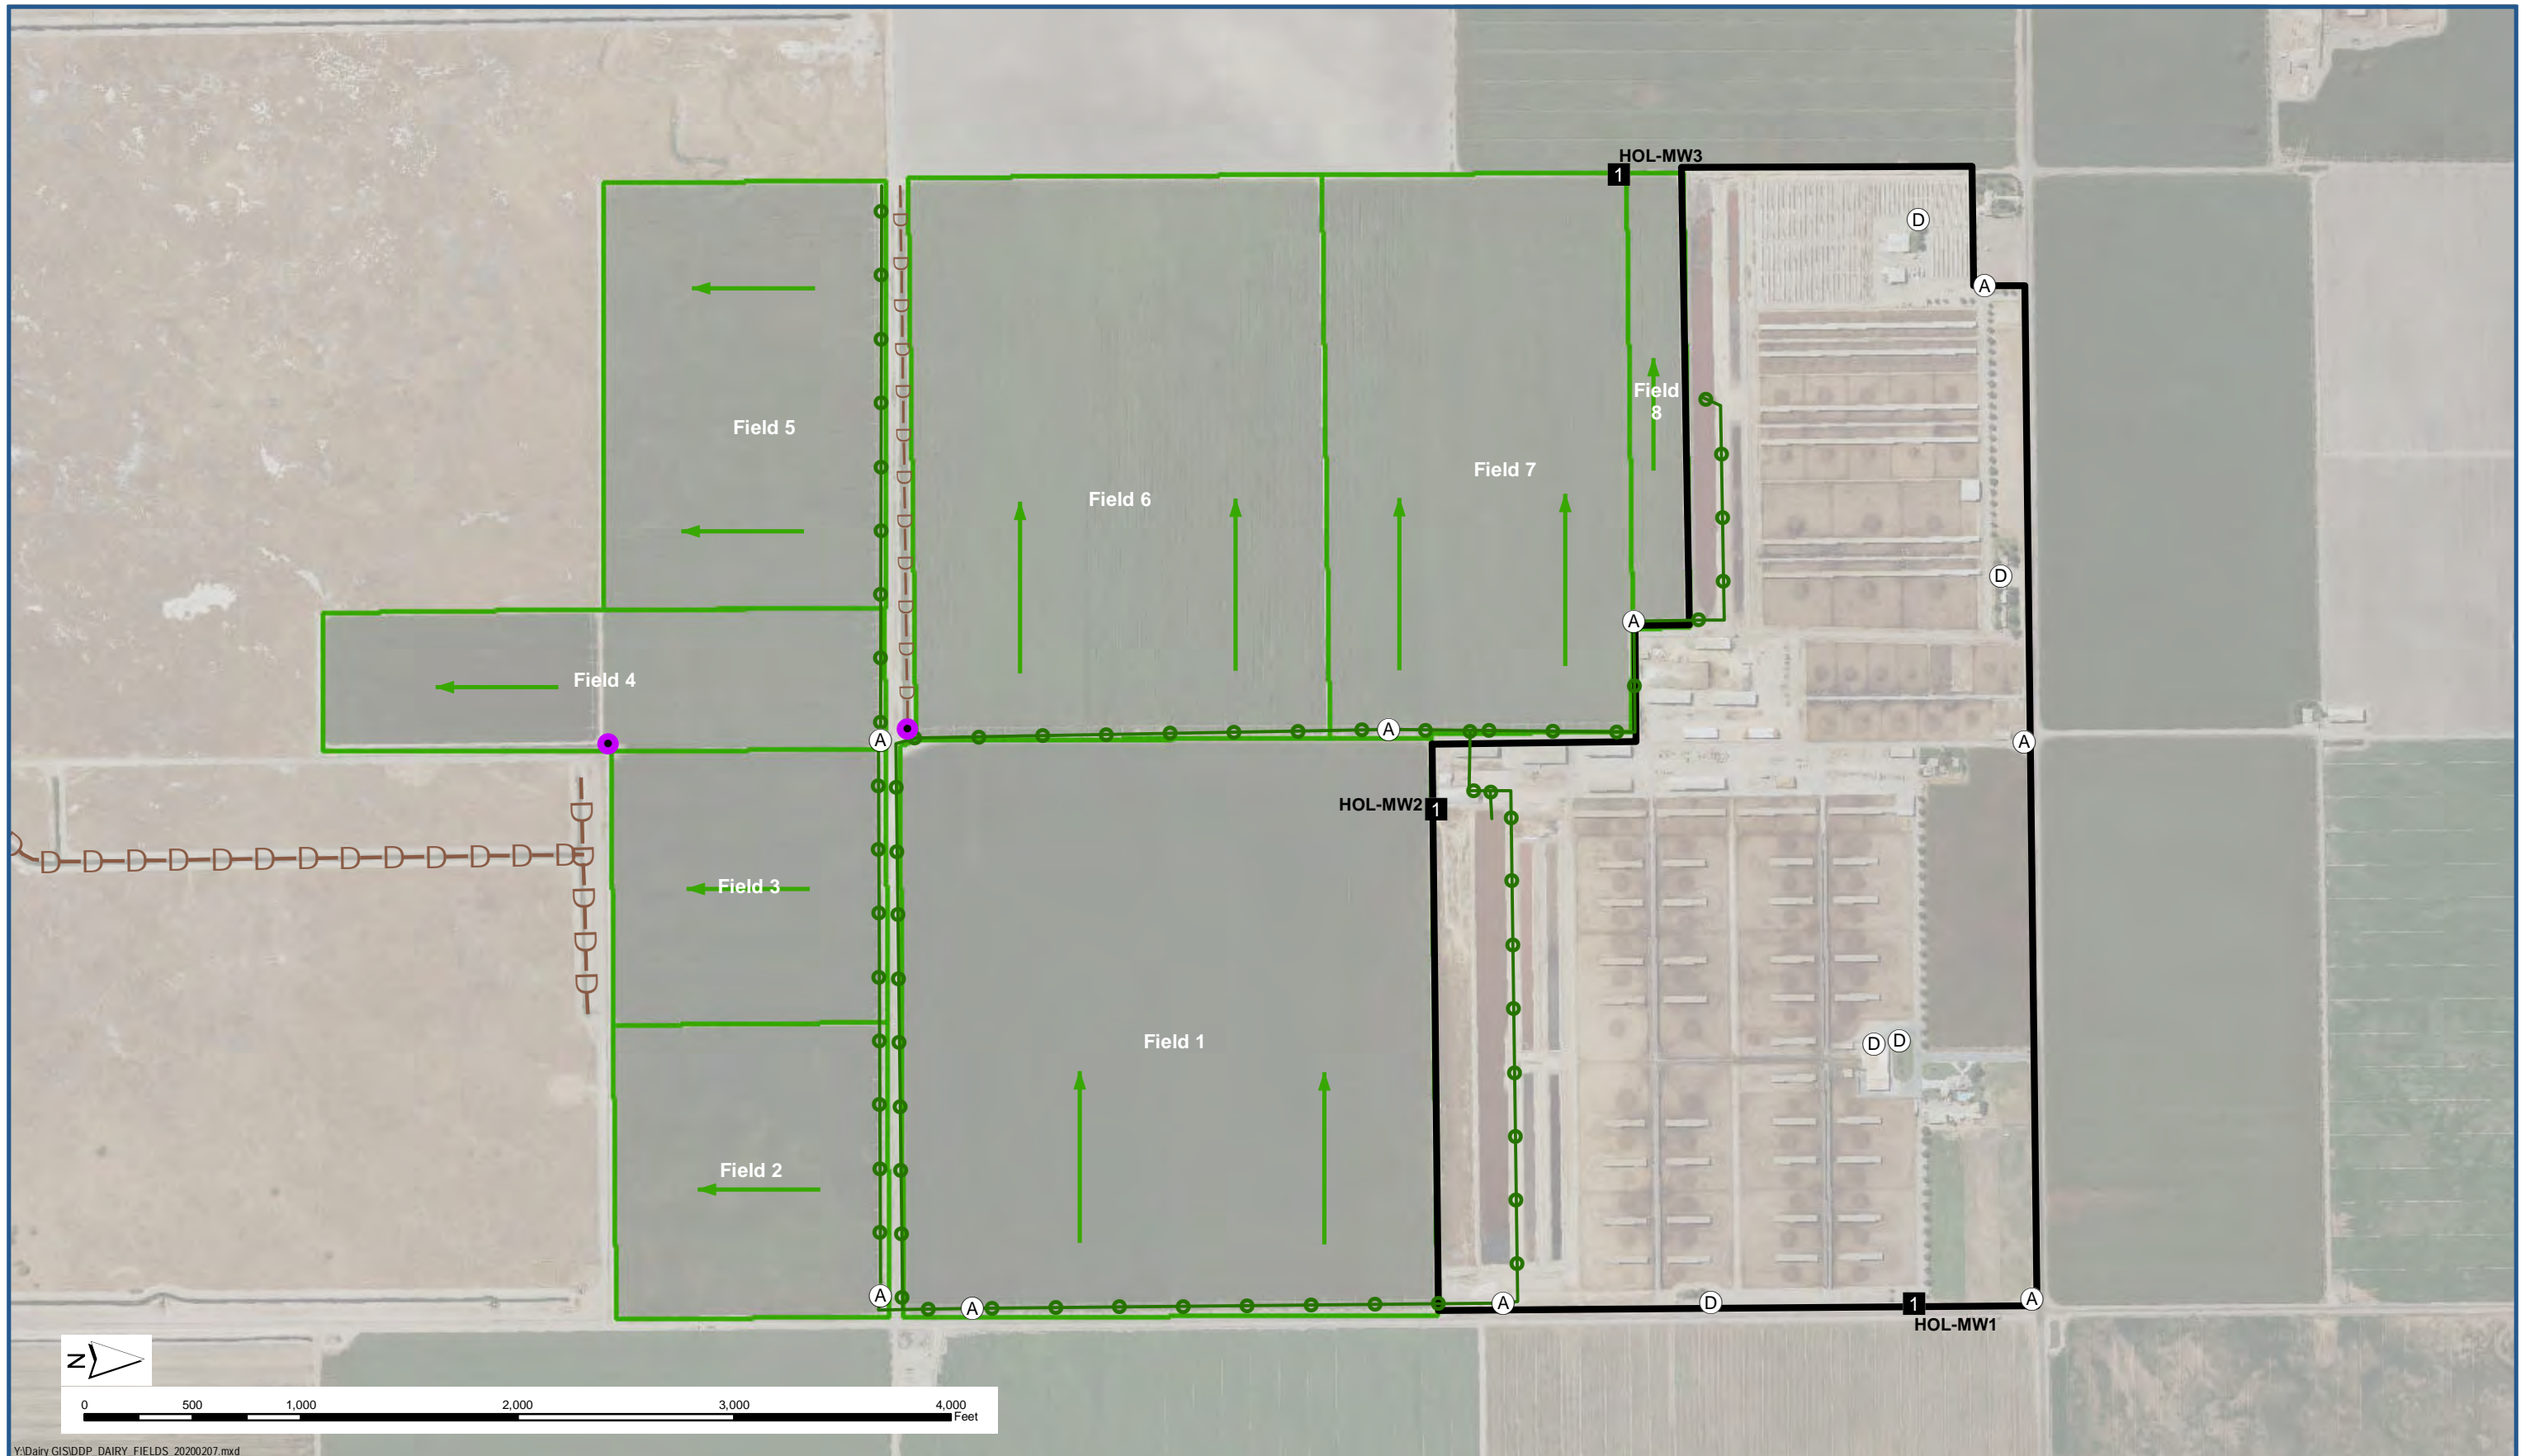 HOL-MW3
1
D
A
Field 5
Field
8
Field 7
Field 6
D
A
Field 4
A
A
A
HOL-MW2
1
Field 3
Field 1
D
D
Field 2
A
A
A
D
1
A
HOL-MW1
N
0 500 1,000 2,000 3,000 4,000
Feet
D D D D D D D D D D D D
D D D D D D D D D D D D D D
D D D D D
Y:\Dairy GIS\DDP_DAIRY_FIELDS_20200207.mxd